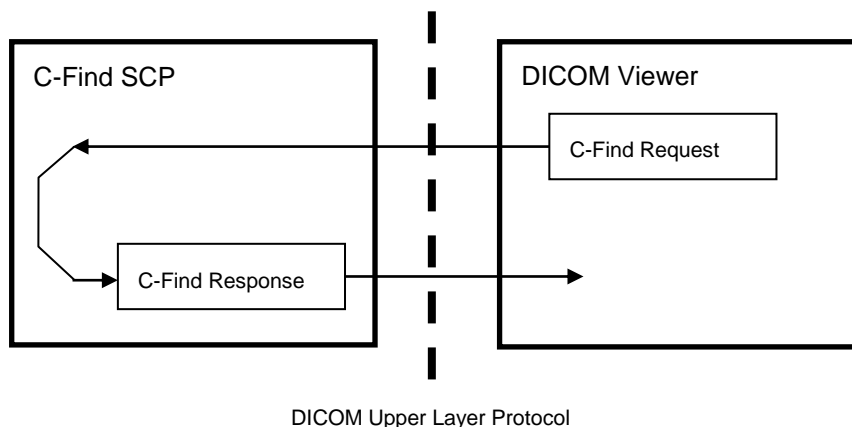 C-Find SCP
DICOM Viewer
C-Find Request
C-Find Response
DICOM Upper Layer Protocol